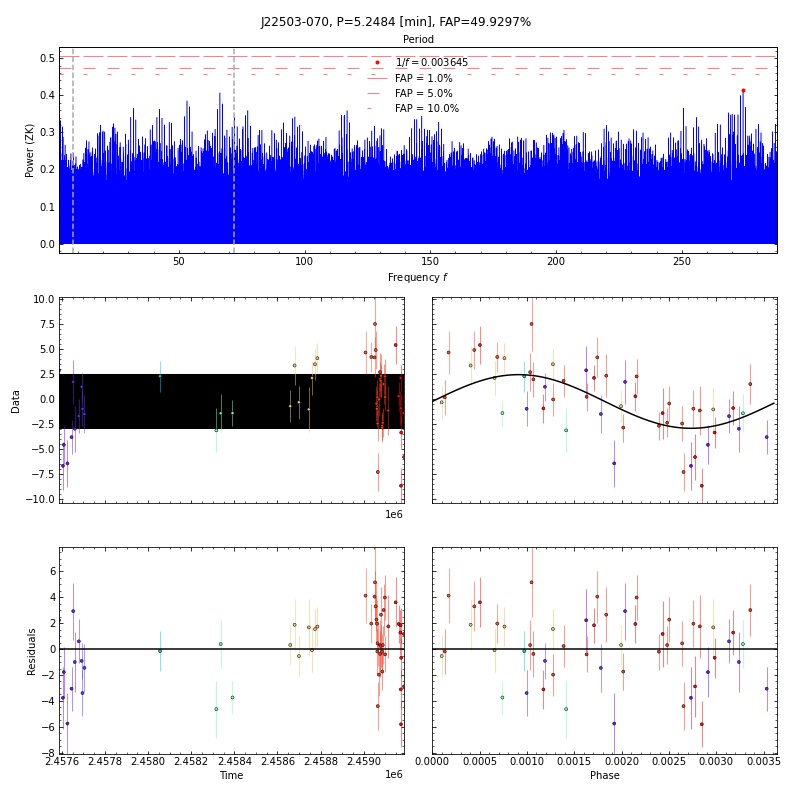 J22503-070, P=5.2484 [min], FAP=49.9297%
Period
0.5
0.4
0.3
0.2
0.1
0.0
Power (ZK)
1/f = 0.003645
FAP = 1.0%
FAP = 5.0%
FAP = 10.0%
50 100 150 200 250
Frequency f
10.0
7.5
5.0
2.5
0.0
−2.5
−5.0
−7.5
−10.0
Data
1e6
6
4
2
0
−2
−4
−6
−8
Residuals
2.4576 2.4578 2.4580 2.4582 2.4584 2.4586 2.4588 2.4590
Time
1e6
0.0000 0.0005 0.0010 0.0015 0.0020 0.0025 0.0030 0.0035
Phase